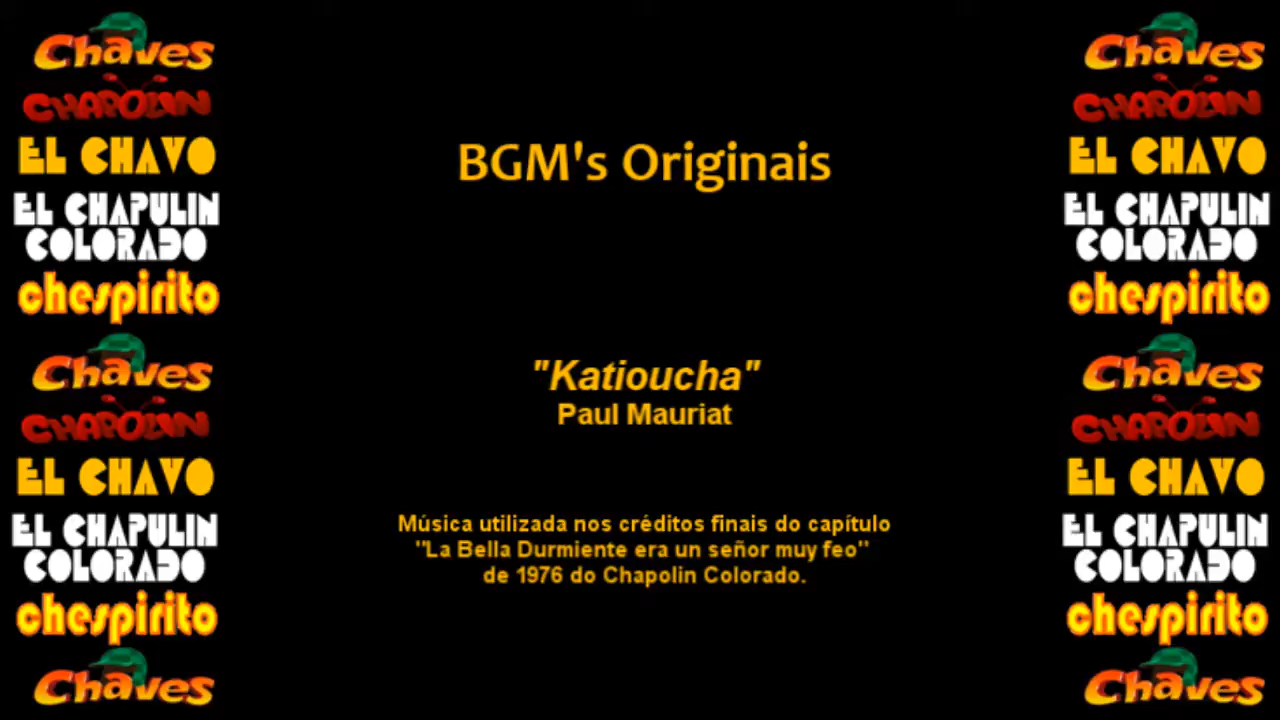 Chaves
CHAPOLIN
EL CHAVO
EL CHAPULIN
COLORADO
chespirito
Chaves
CHAPOLIN
EL CHAVO
EL CHAPULIN
COLORADO
chespirito
Chaves
BGM's Originais
"Katioucha"
Paul Mauriat
Música utilizada nos créditos finais do capítulo
"La Bella Durmiente era un señor muy feo"
de 1976 do Chapolin Colorado.
Chaves
CHAPOLIN
EL CHAVO
EL CHAPULIN
COLORADO
chespirito
Chaves
CHAPOLIN
EL CHAVO
EL CHAPULIN
COLORADO
chespirito
Chaves